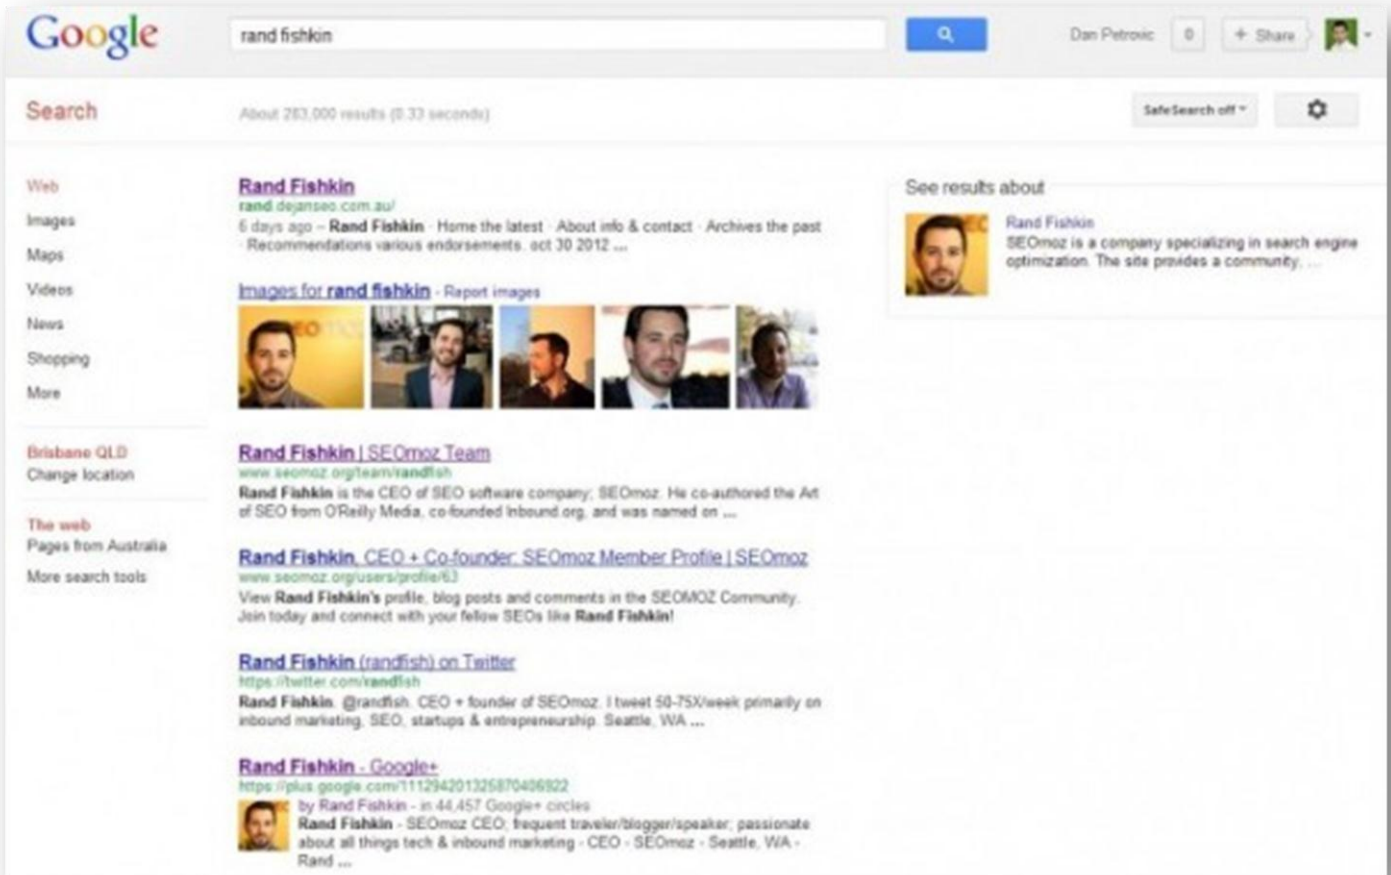 Google
rand fishkin
Dan Petrovic
0
+ Share
Search
About 283,000 results (0.33 seconds)
SafeSearch off
Web
Images
Maps
Videos
News
Shopping
More
Brisbane QLD
Change location
The web
Pages from Australia
More search tools
Rand Fishkin
rand.dejanseo.com.au/
6 days ago – Rand Fishkin · Home the latest · About info & contact · Archives the past
· Recommendations various endorsements. oct 30 2012 ...
Images for rand fishkin - Report images
Rand Fishkin | SEOmoz Team
www.seomoz.org/team/randfish
Rand Fishkin is the CEO of SEO software company; SEOmoz. He co-authored the Art
of SEO from O'Reilly Media, co-founded Inbound.org, and was named on ...
Rand Fishkin, CEO + Co-founder: SEOmoz Member Profile | SEOmoz
www.seomoz.org/users/profile/63
View Rand Fishkin's profile, blog posts and comments in the SEOMOZ Community.
Join today and connect with your fellow SEOs like Rand Fishkin!
Rand Fishkin (randfish) on Twitter
https://twitter.com/randfish
Rand Fishkin. @randfish. CEO + founder of SEOmoz. I tweet 50-75X/week primarily on
inbound marketing, SEO, startups & entrepreneurship. Seattle, WA ...
Rand Fishkin - Google+
https://plus.google.com/111294201325870406922
by Rand Fishkin - in 44,457 Google+ circles
Rand Fishkin - SEOmoz CEO; frequent traveler/blogger/speaker; passionate
about all things tech & inbound marketing - CEO - SEOmoz - Seattle, WA -
Rand ...
See results about
Rand Fishkin
SEOmoz is a company specializing in search engine
optimization. The site provides a community, ...